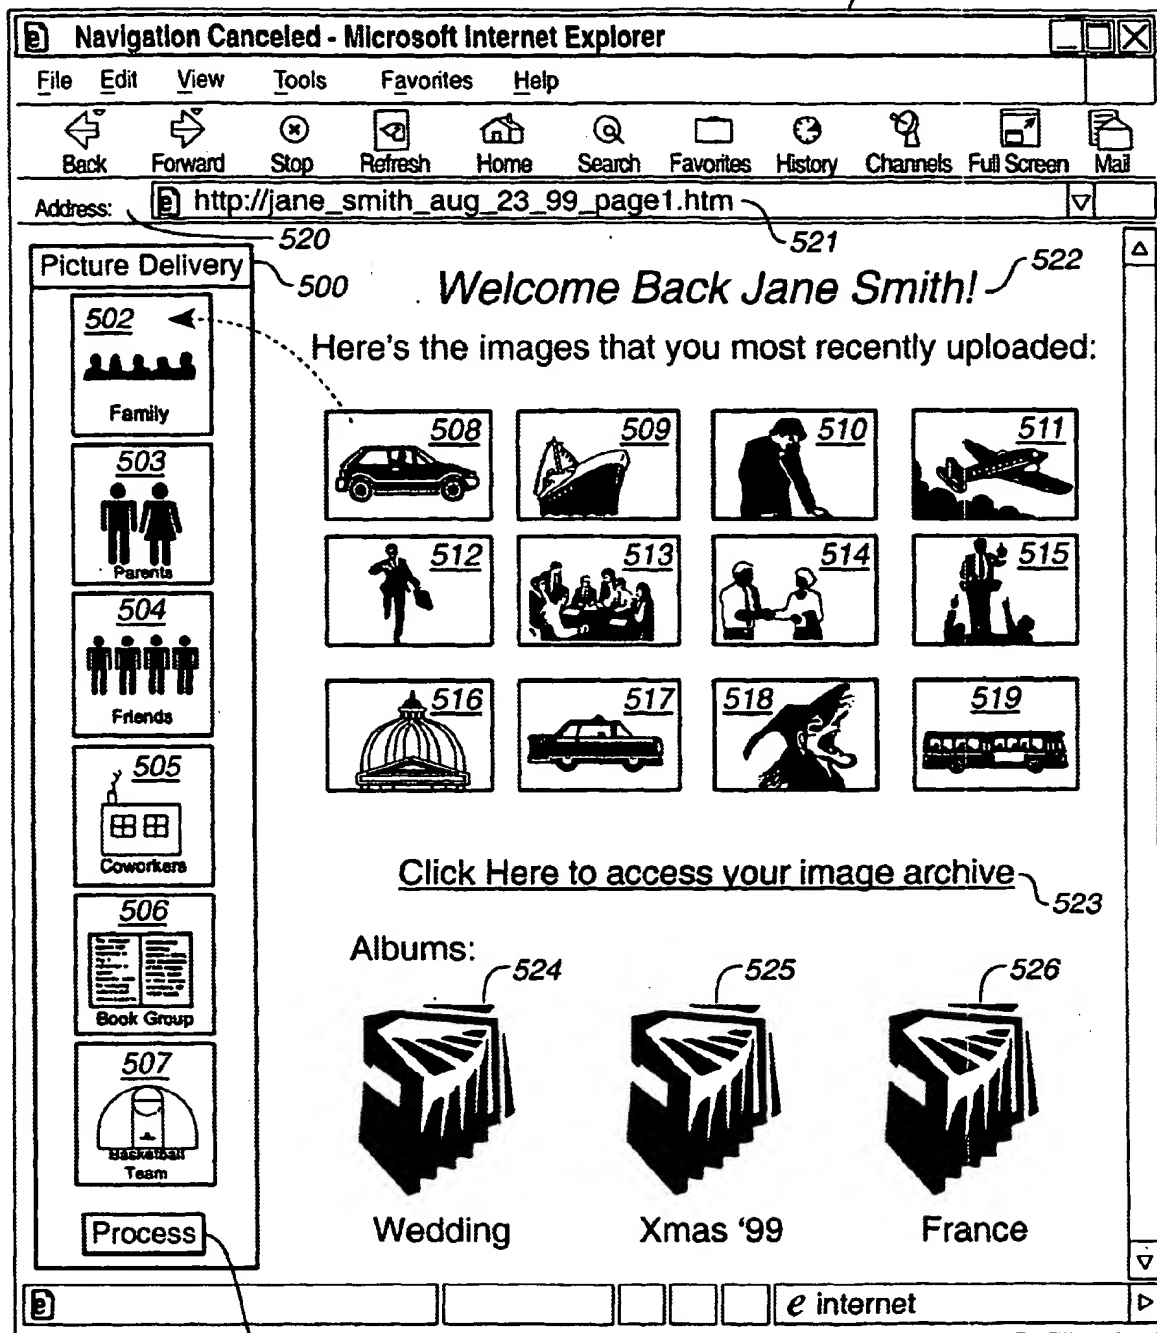 Navigation Canceled - Microsoft Internet Explorer
File Edit View Tools Favorites Help
Back Forward Stop Refresh Home Search Favorites History Channels Full Screen Mail
Address: http://jane_smith_aug_23_99_page1.htm
520 521
Picture Delivery 500
Welcome Back Jane Smith! 522
Here's the images that you most recently uploaded:
502
Family
503
Parents
504
Friends
505
Coworkers
506
Book Group
507
Basketball
Team
Process
508 509 510 511
512 513 514 515
516 517 518 519
Click Here to access your image archive 523
Albums:
524 525 526
Wedding Xmas '99 France
e internet